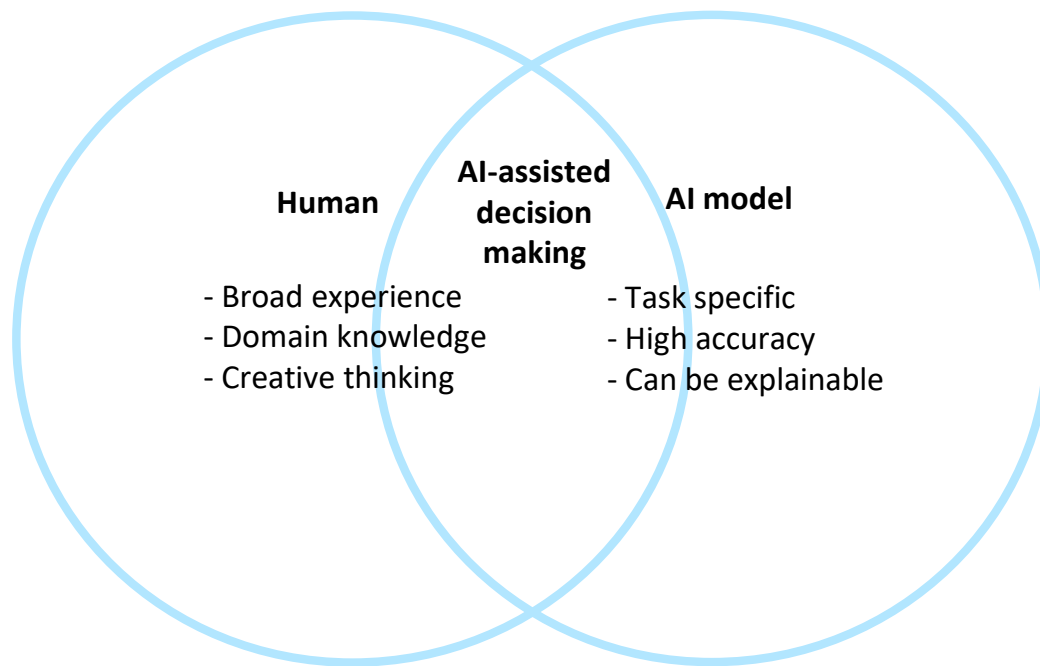 Human
- Broad experience
- Domain knowledge
- Creative thinking
AI-assisted
decision
making
AI model
- Task specific
- High accuracy
- Can be explainable